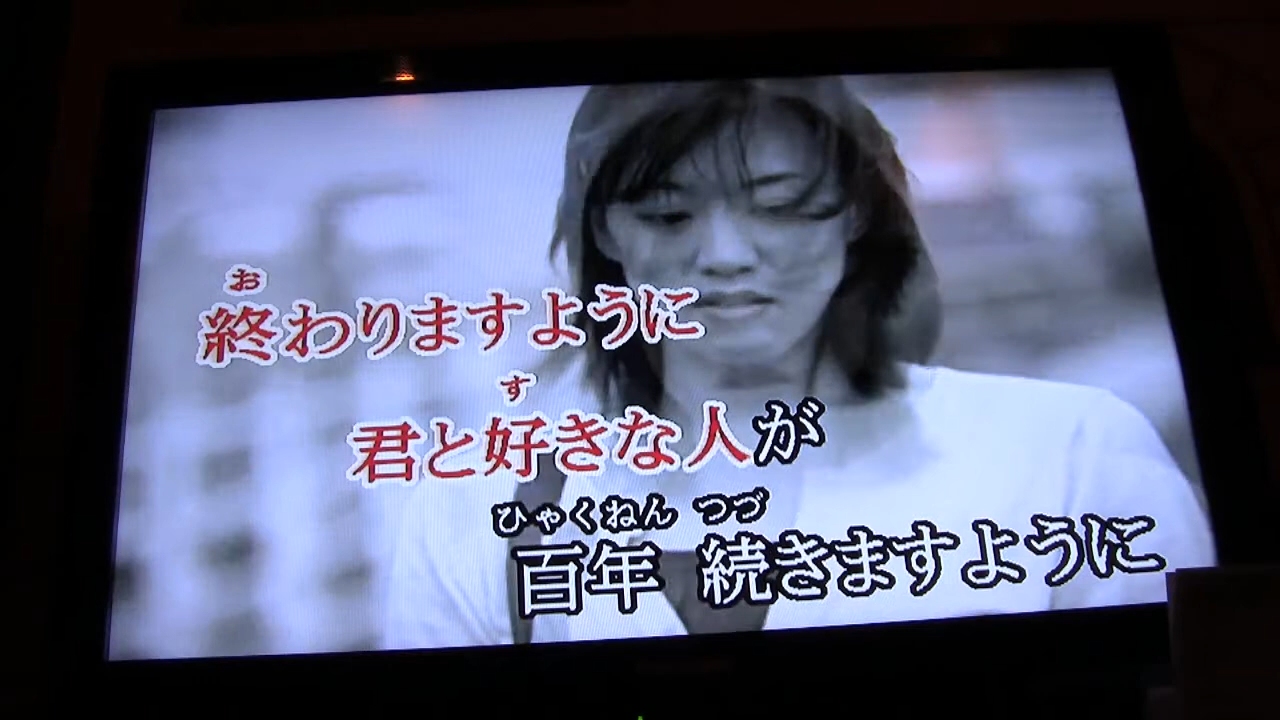 お
終わりますように
す
君と好きな人が
ひゃくねん つづ
百年 続きますように